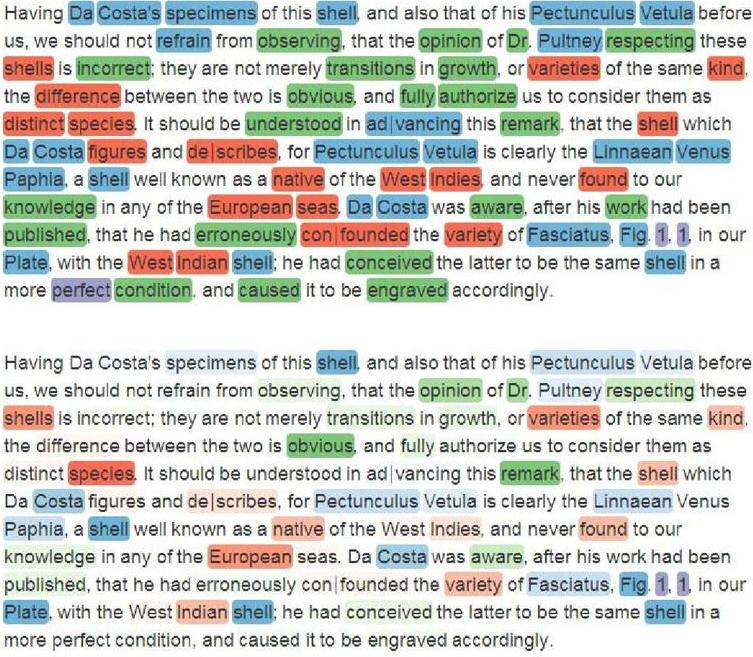 Having Da Costa's specimens of this shell, and also that of his Pectunculus Vetula before
us, we should not refrain from observing, that the opinion of Dr. Pultney respecting these
shells is incorrect; they are not merely transitions in growth, or varieties of the same kind,
the difference between the two is obvious, and fully authorize us to consider them as
distinct species. It should be understood in ad|vancing this remark, that the shell which
Da Costa figures and de|scribes, for Pectunculus Vetula is clearly the Linnaean Venus
Paphia, a shell well known as a native of the West Indies, and never found to our
knowledge in any of the European seas. Da Costa was aware, after his work had been
published, that he had erroneously con|founded the variety of Fasciatus, Fig. 1, 1, in our
Plate, with the West Indian shell; he had conceived the latter to be the same shell in a
more perfect condition, and caused it to be engraved accordingly.
Having Da Costa's specimens of this shell, and also that of his Pectunculus Vetula before
us, we should not refrain from observing, that the opinion of Dr. Pultney respecting these
shells is incorrect; they are not merely transitions in growth, or varieties of the same kind,
the difference between the two is obvious, and fully authorize us to consider them as
distinct species. It should be understood in ad|vancing this remark, that the shell which
Da Costa figures and de|scribes, for Pectunculus Vetula is clearly the Linnaean Venus
Paphia, a shell well known as a native of the West Indies, and never found to our
knowledge in any of the European seas. Da Costa was aware, after his work had been
published, that he had erroneously con|founded the variety of Fasciatus, Fig. 1, 1, in our
Plate, with the West Indian shell; he had conceived the latter to be the same shell in a
more perfect condition, and caused it to be engraved accordingly.